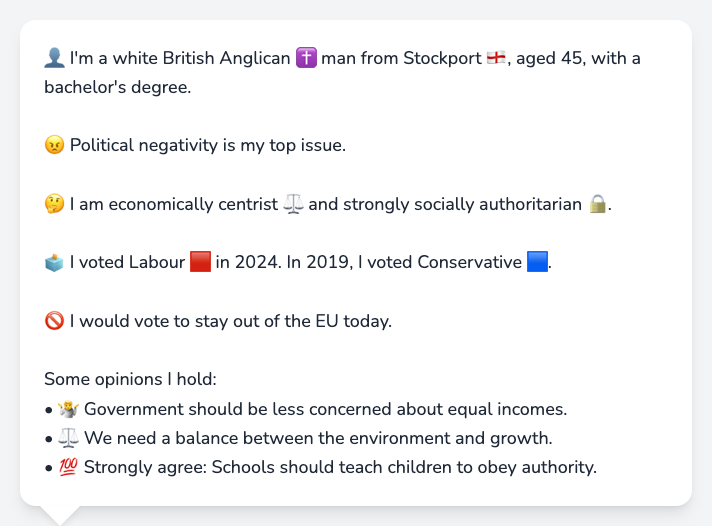 👤 I'm a white British Anglican ✝️ man from Stockport 🏴󠁧󠁢󠁥󠁮󠁧󠁿, aged 45, with a
bachelor's degree.
😠 Political negativity is my top issue.
🤔 I am economically centrist ⚖️ and strongly socially authoritarian 🔒.
🗳️ I voted Labour 🟥 in 2024. In 2019, I voted Conservative 🟦.
🚫 I would vote to stay out of the EU today.
Some opinions I hold:
• 🤷 Government should be less concerned about equal incomes.
• ⚖️ We need a balance between the environment and growth.
• 💯 Strongly agree: Schools should teach children to obey authority.